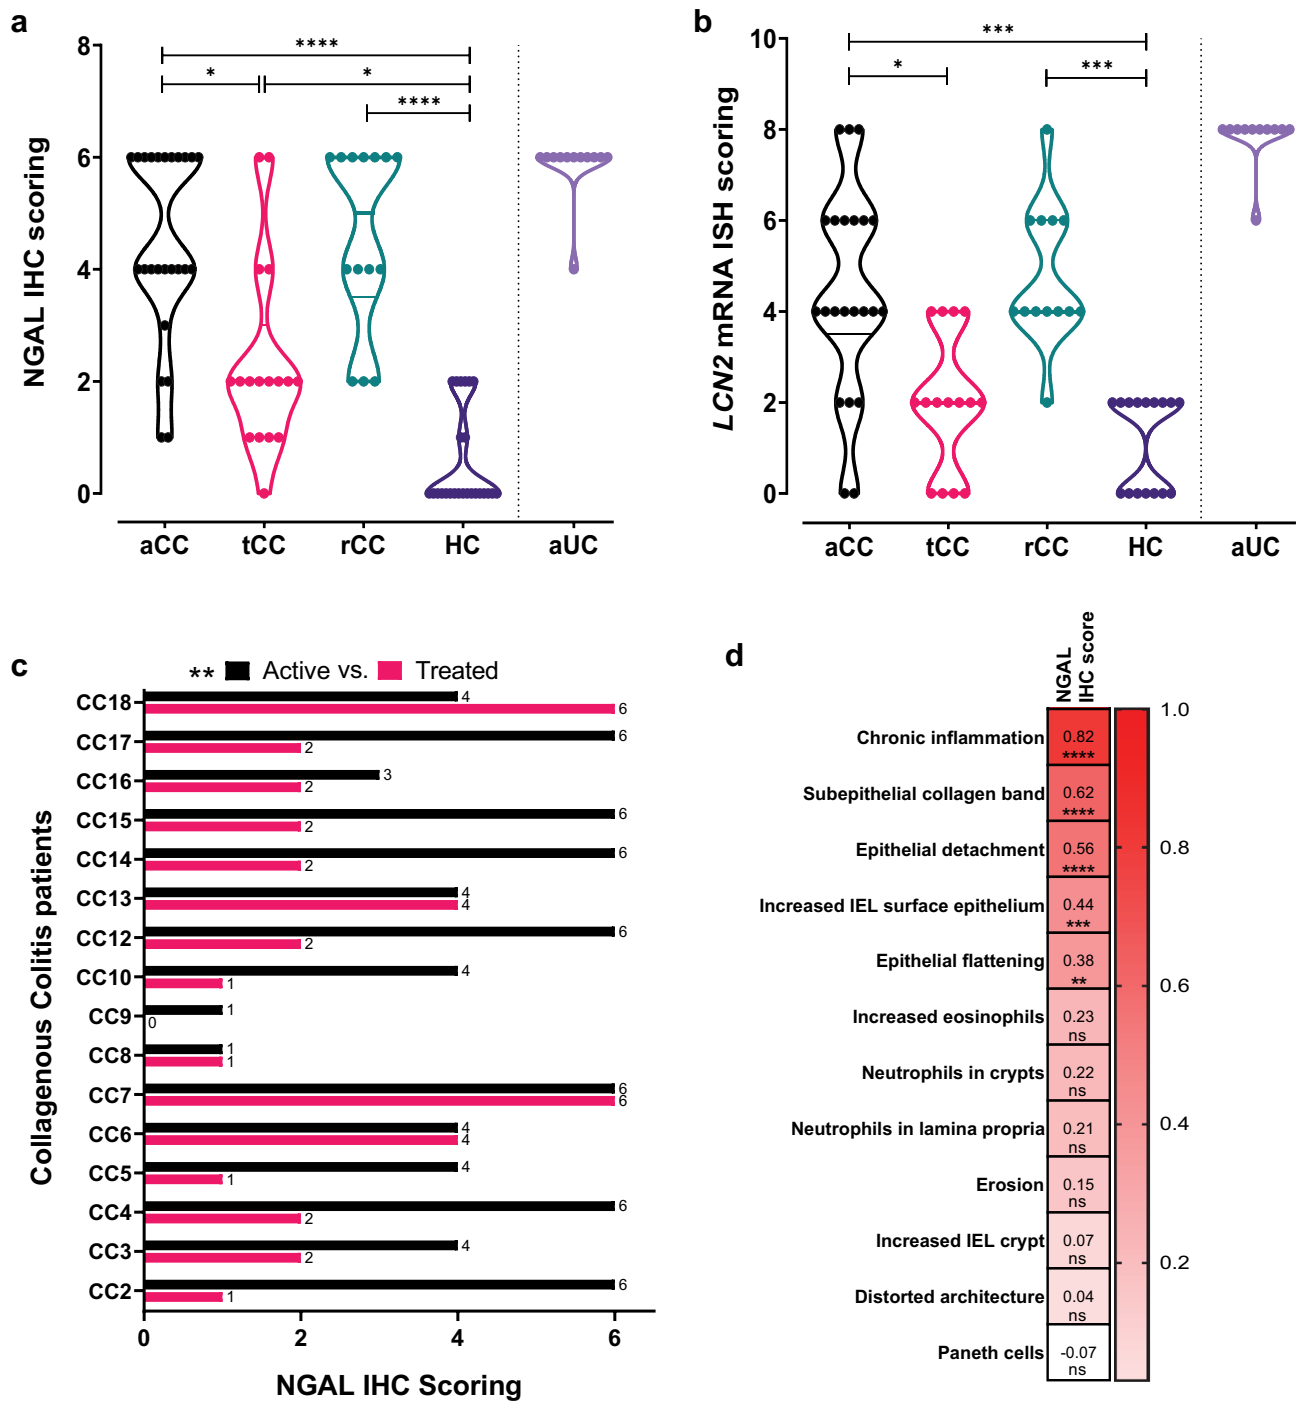 a
8
6
4
2
0
NGAL IHC scoring
****
*
*
****
aCC
tCC
rCC
HC
aUC
b
10
8
6
4
2
0
LCN2 mRNA ISH scoring
***
*
***
aCC
tCC
rCC
HC
aUC
c
** Active vs. Treated
Collagenous Colitis patients
CC18
4
6
CC17
6
2
CC16
3
2
CC15
6
2
CC14
6
2
CC13
4
4
CC12
6
2
CC10
4
1
CC9
1
0
CC8
1
1
CC7
6
6
CC6
4
4
CC5
4
1
CC4
6
2
CC3
4
2
CC2
6
1
0
2
4
6
NGAL IHC Scoring
d
NGAL
IHC score
Chronic inflammation
0.82
****
Subepithelial collagen band
0.62
****
Epithelial detachment
0.56
****
Increased IEL surface epithelium
0.44
***
Epithelial flattening
0.38
**
Increased eosinophils
0.23
ns
Neutrophils in crypts
0.22
ns
Neutrophils in lamina propria
0.21
ns
Erosion
0.15
ns
Increased IEL crypt
0.07
ns
Distorted architecture
0.04
ns
Paneth cells
-0.07
ns
1.0
0.8
0.6
0.4
0.2